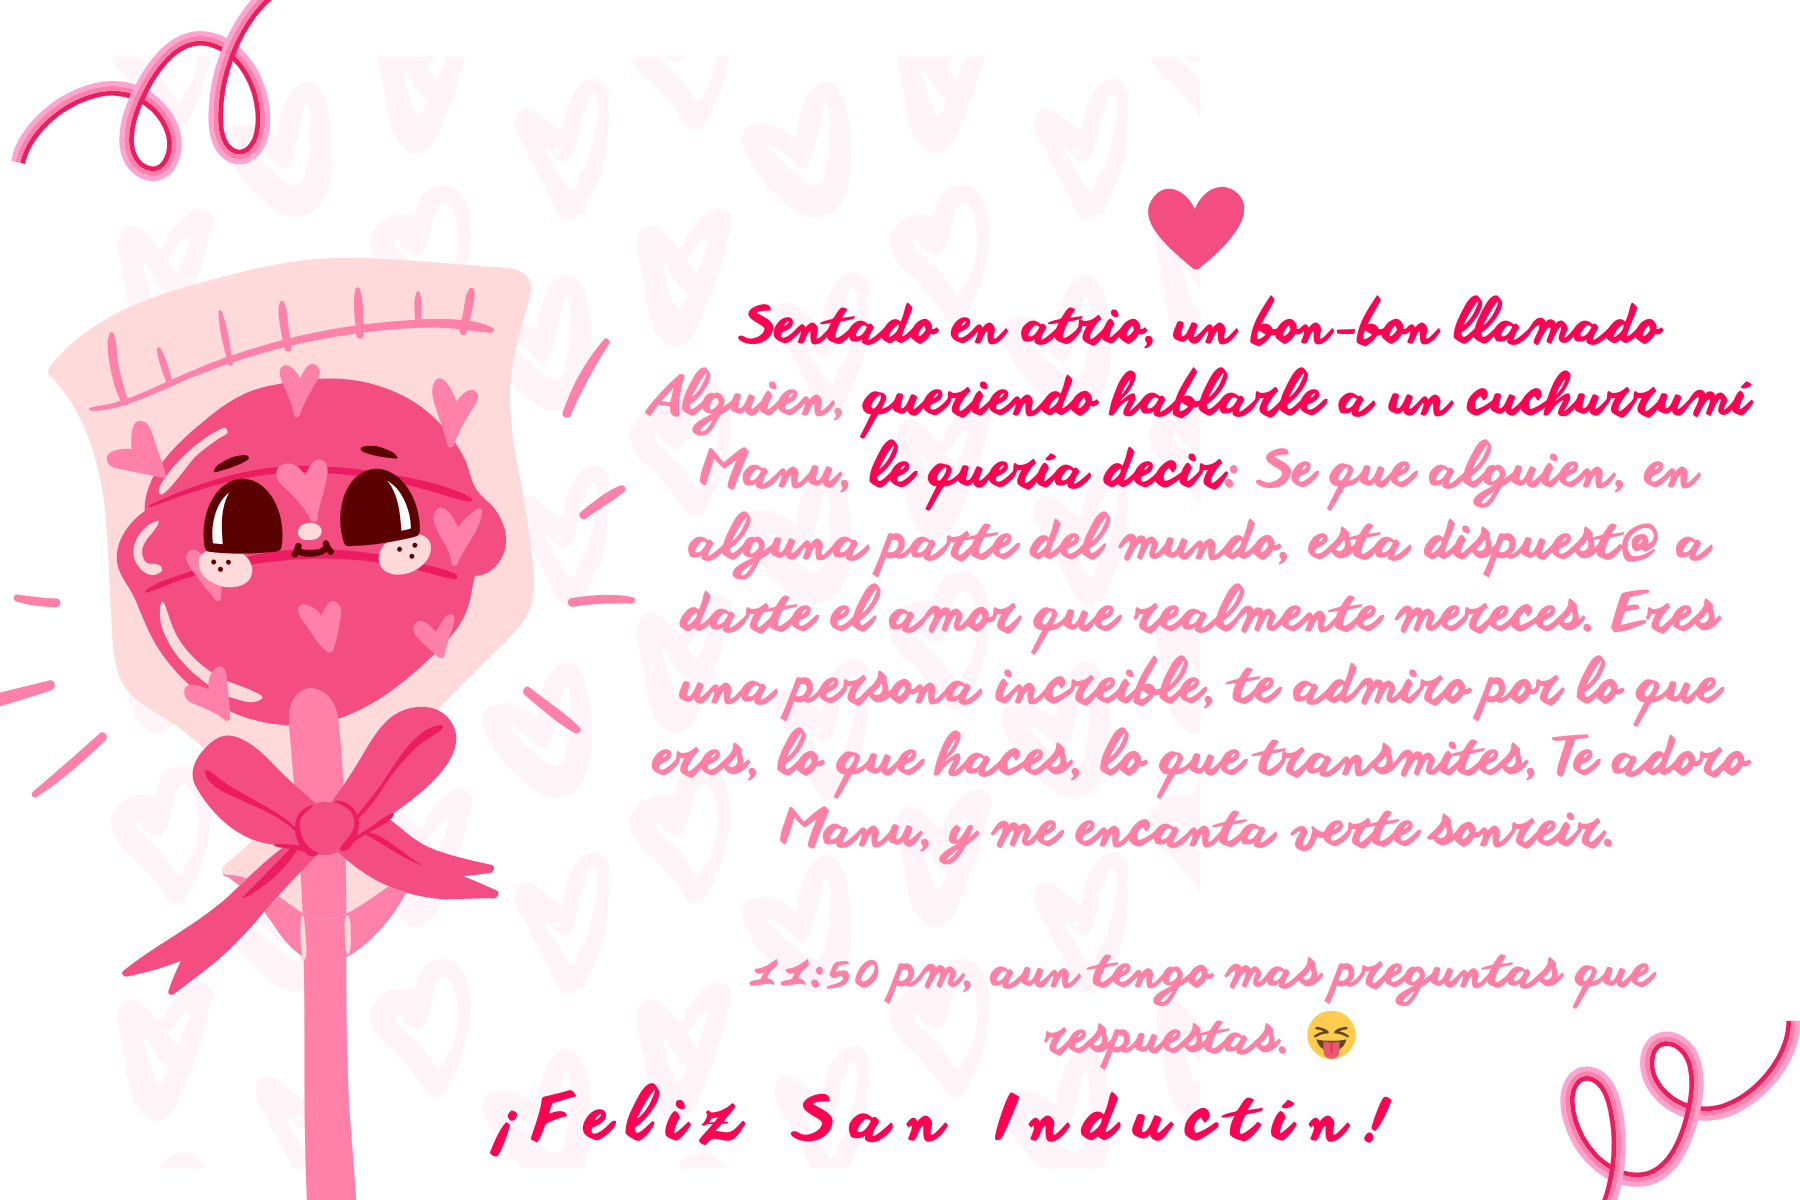 Sentado en atrio, un bon-bon llamado
Alguien, queriendo hablarle a un cuchurrumí
Manu, le quería decir: Se que alguien, en
alguna parte del mundo, esta dispuest@ a
darte el amor que realmente mereces. Eres
una persona increible, te admiro por lo que
eres, lo que haces, lo que transmites, Te adoro
Manu, y me encanta verte sonreir.
11:50 pm, aun tengo mas preguntas que
respuestas. 😝
¡Feliz San Inductín!